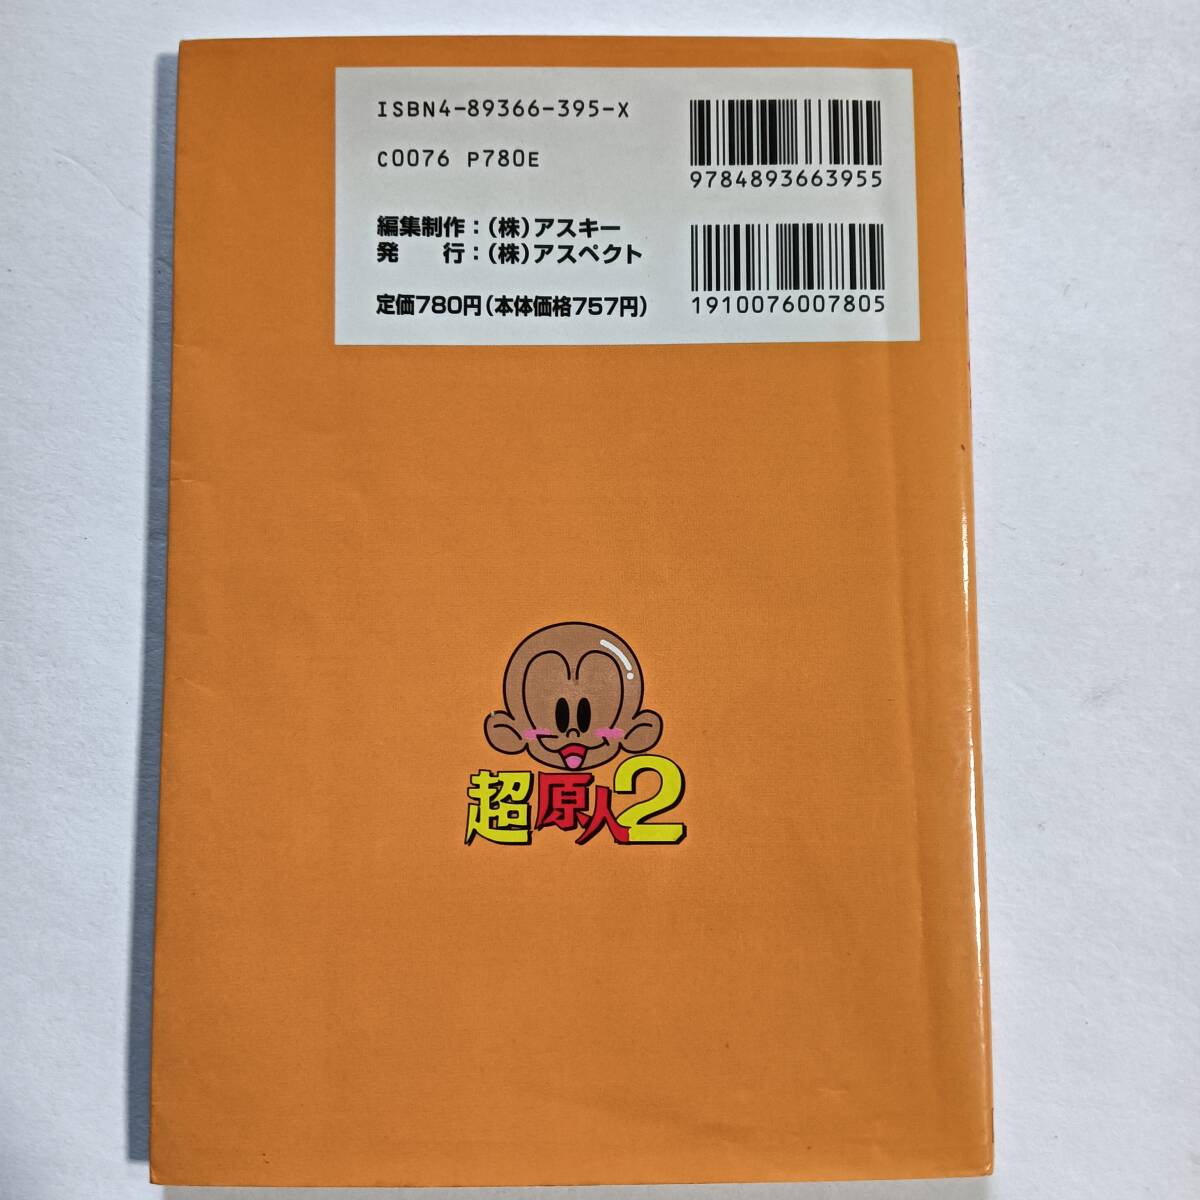 ISBN4-89366-395-X
C0076 P780E
9784893663955
編集制作：(株)アスキー
発　行：(株)アスペクト
定価780円(本体価格757円)
1910076007805
超原人2